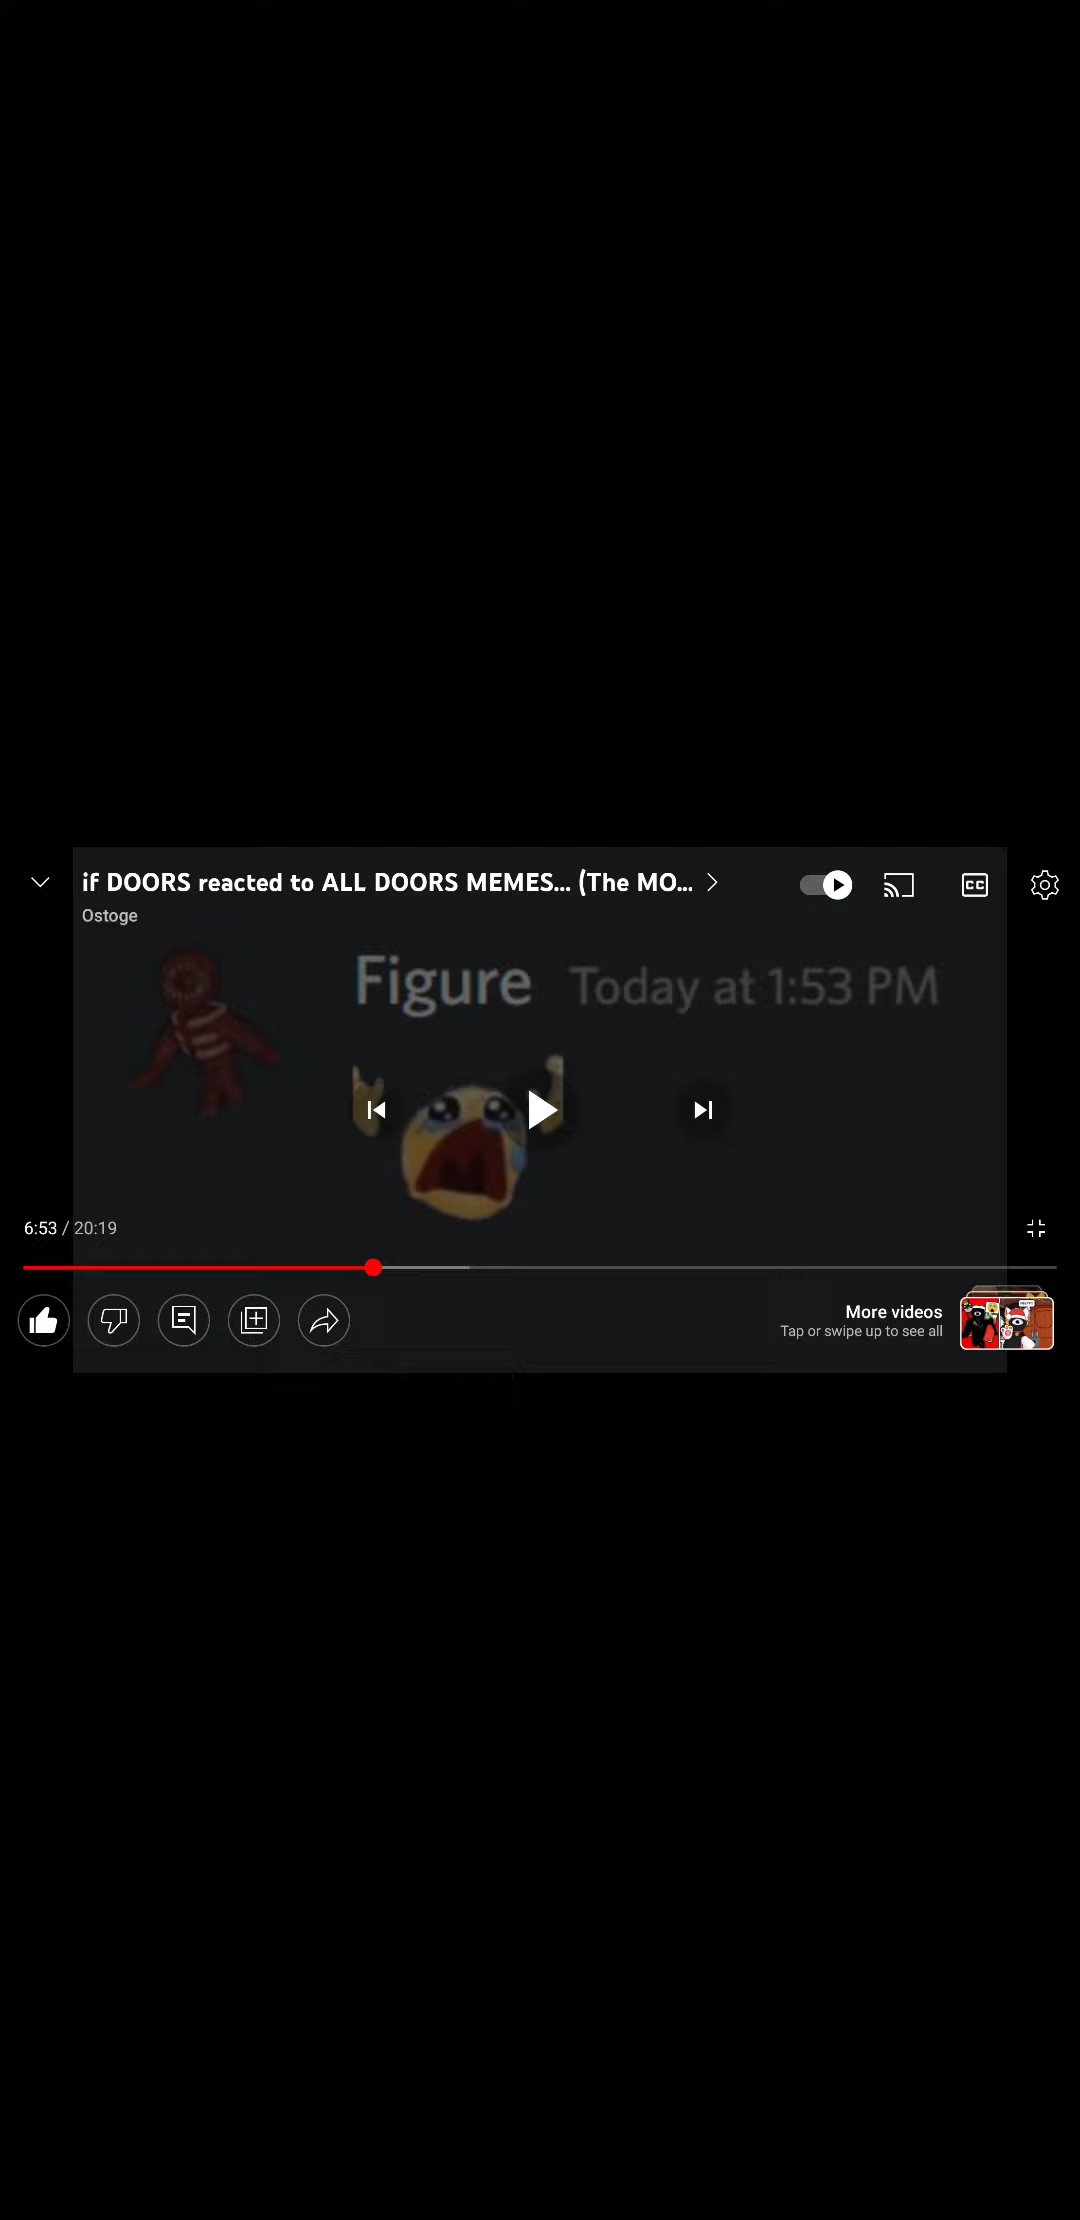 if DOORS reacted to ALL DOORS MEMES... (The MO...
Ostoge
CC
Figure Today at 1:53 PM
6:53 / 20:19
More videos
Tap or swipe up to see all